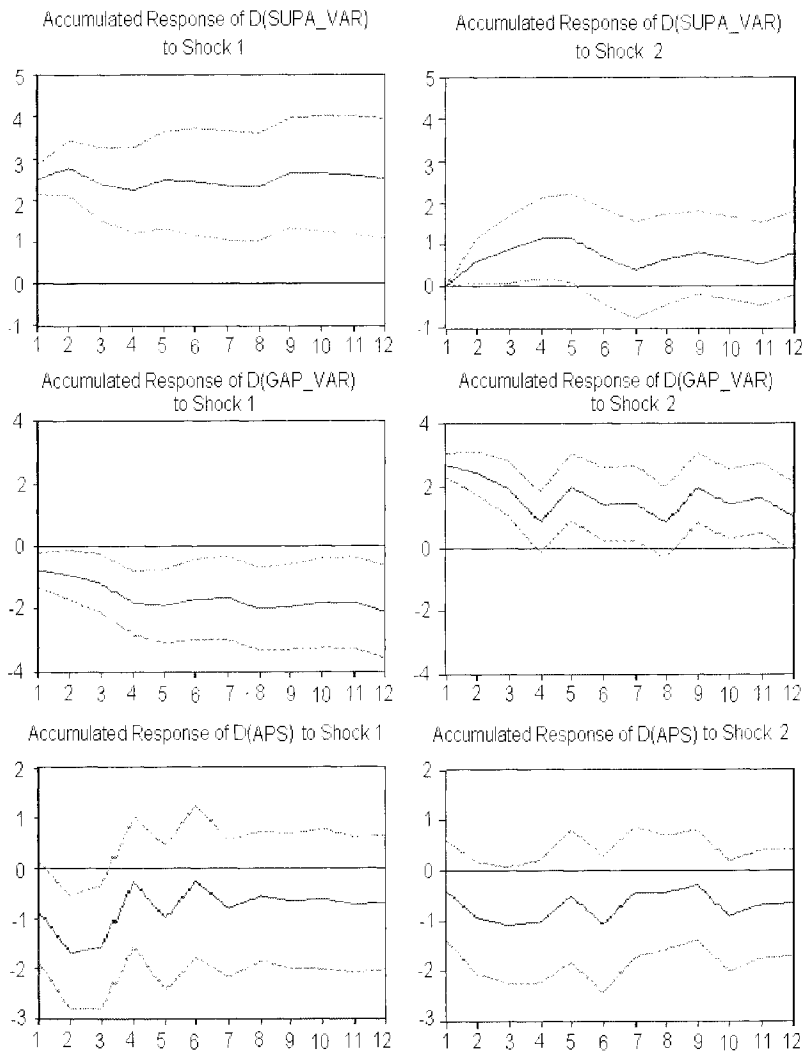 Accumulated Response of D(SUPA_VAR)
to Shock 1
5
4
3
2
1
0
-1
1 2 3 4 5 6 7 8 9 10 11 12
Accumulated Response of D(SUPA_VAR)
to Shock 2
5
4
3
2
1
0
-1
1 2 3 4 5 6 7 8 9 10 11 12
Accumulated Response of D(GAP_VAR)
to Shock 1
4
2
0
-2
-4
1 2 3 4 5 6 7 8 9 10 11 12
Accumulated Response of D(GAP_VAR)
to Shock 2
4
2
0
-2
-4
1 2 3 4 5 6 7 8 9 10 11 12
Accumulated Response of D(APS) to Shock 1
2
1
0
-1
-2
-3
1 2 3 4 5 6 7 8 9 10 11 12
Accumulated Response of D(APS) to Shock 2
2
1
0
-1
-2
-3
1 2 3 4 5 6 7 8 9 10 11 12